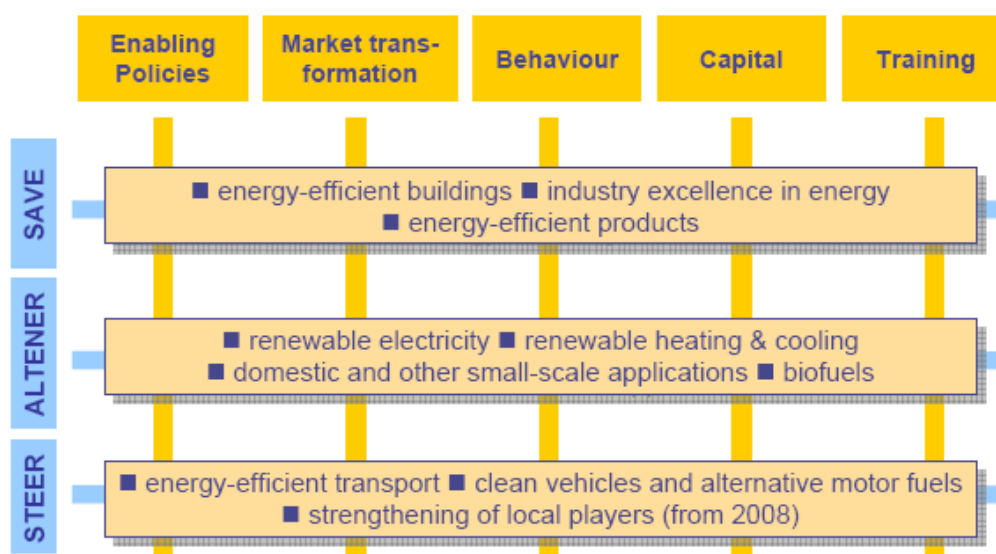 Enabling
Policies
Market trans-
formation
Behaviour
Capital
Training
SAVE
■ energy-efficient buildings ■ industry excellence in energy
■ energy-efficient products
ALTENER
■ renewable electricity ■ renewable heating & cooling
■ domestic and other small-scale applications ■ biofuels
STEER
■ energy-efficient transport ■ clean vehicles and alternative motor fuels
■ strengthening of local players (from 2008)